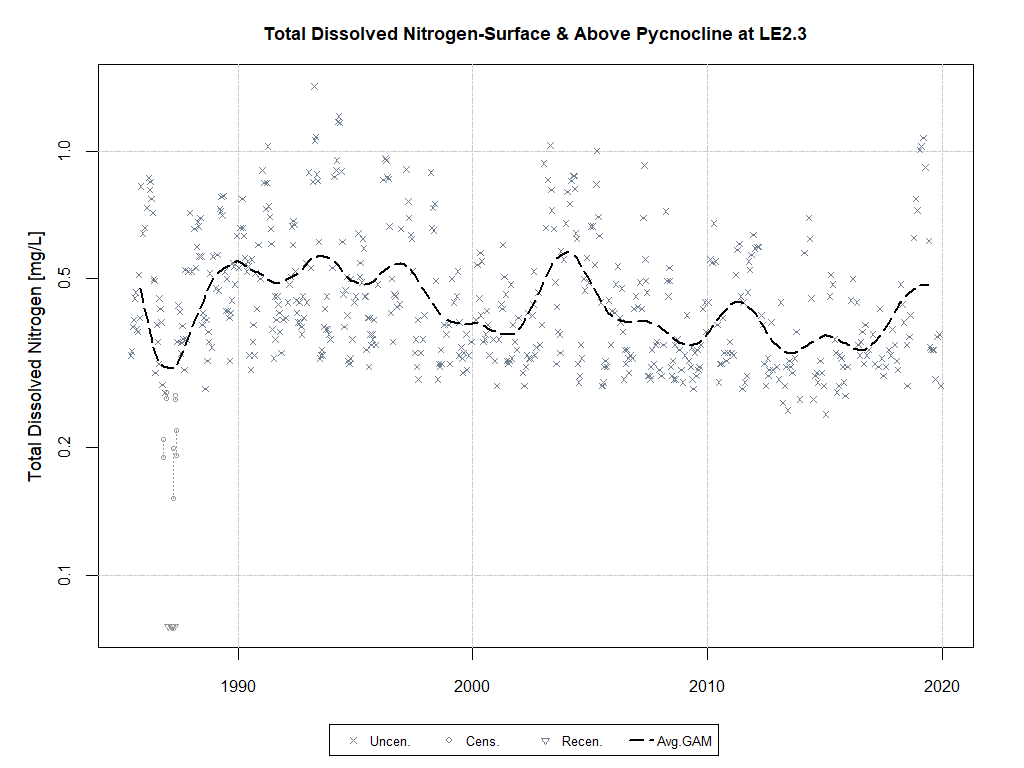 Total Dissolved Nitrogen-Surface & Above Pycnocline at LE2.3
Total Dissolved Nitrogen [mg/L]
1.0
0.5
0.2
0.1
1990 2000 2010 2020
Uncen. Cens. Recen. Avg.GAM